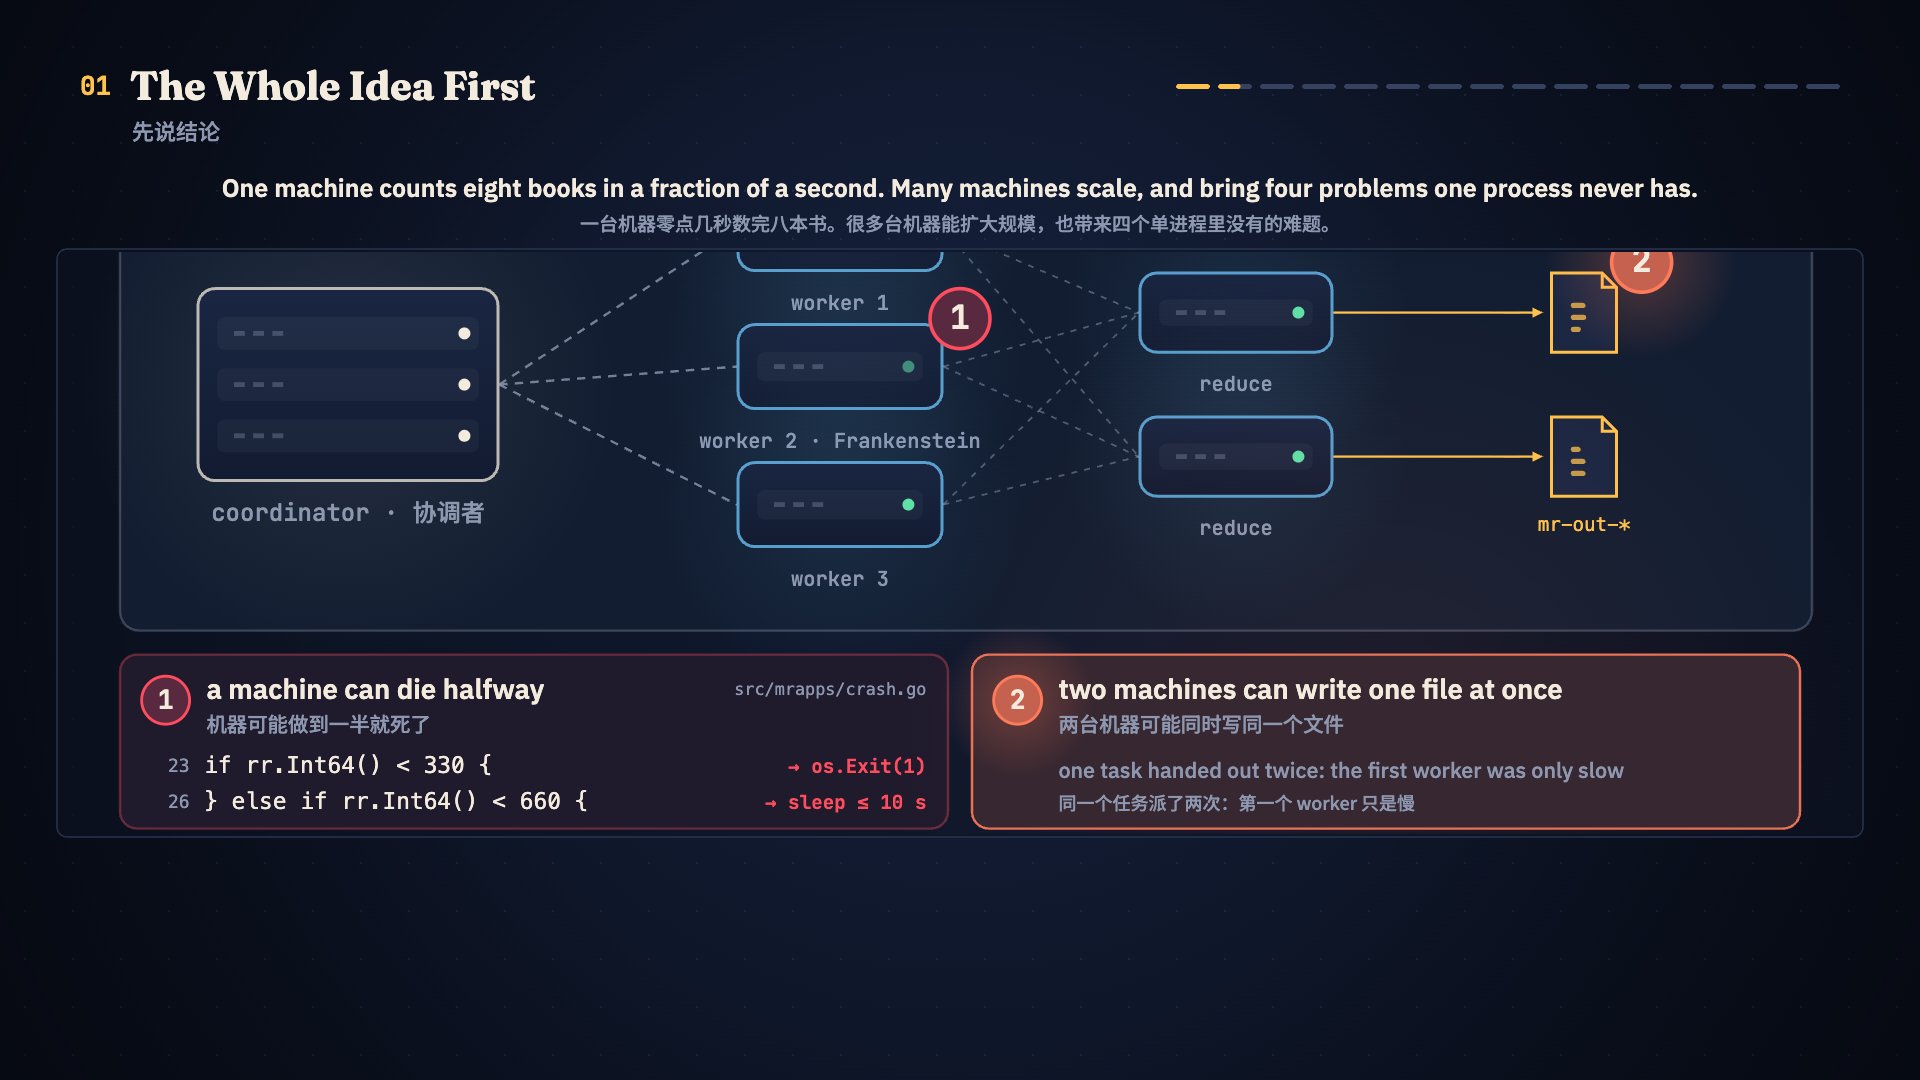 01 The Whole Idea First
先说结论
One machine counts eight books in a fraction of a second. Many machines scale, and bring four problems one process never has.
一台机器零点几秒数完八本书。很多台机器能扩大规模，也带来四个单进程里没有的难题。
2
worker 1
1
reduce
worker 2 · Frankenstein
coordinator · 协调者
reduce
mr-out-*
worker 3
1 a machine can die halfway
src/mrapps/crash.go
机器可能做到一半就死了
23 if rr.Int64() < 330 { → os.Exit(1)
26 } else if rr.Int64() < 660 { → sleep ≤ 10 s
2 two machines can write one file at once
两台机器可能同时写同一个文件
one task handed out twice: the first worker was only slow
同一个任务派了两次：第一个 worker 只是慢